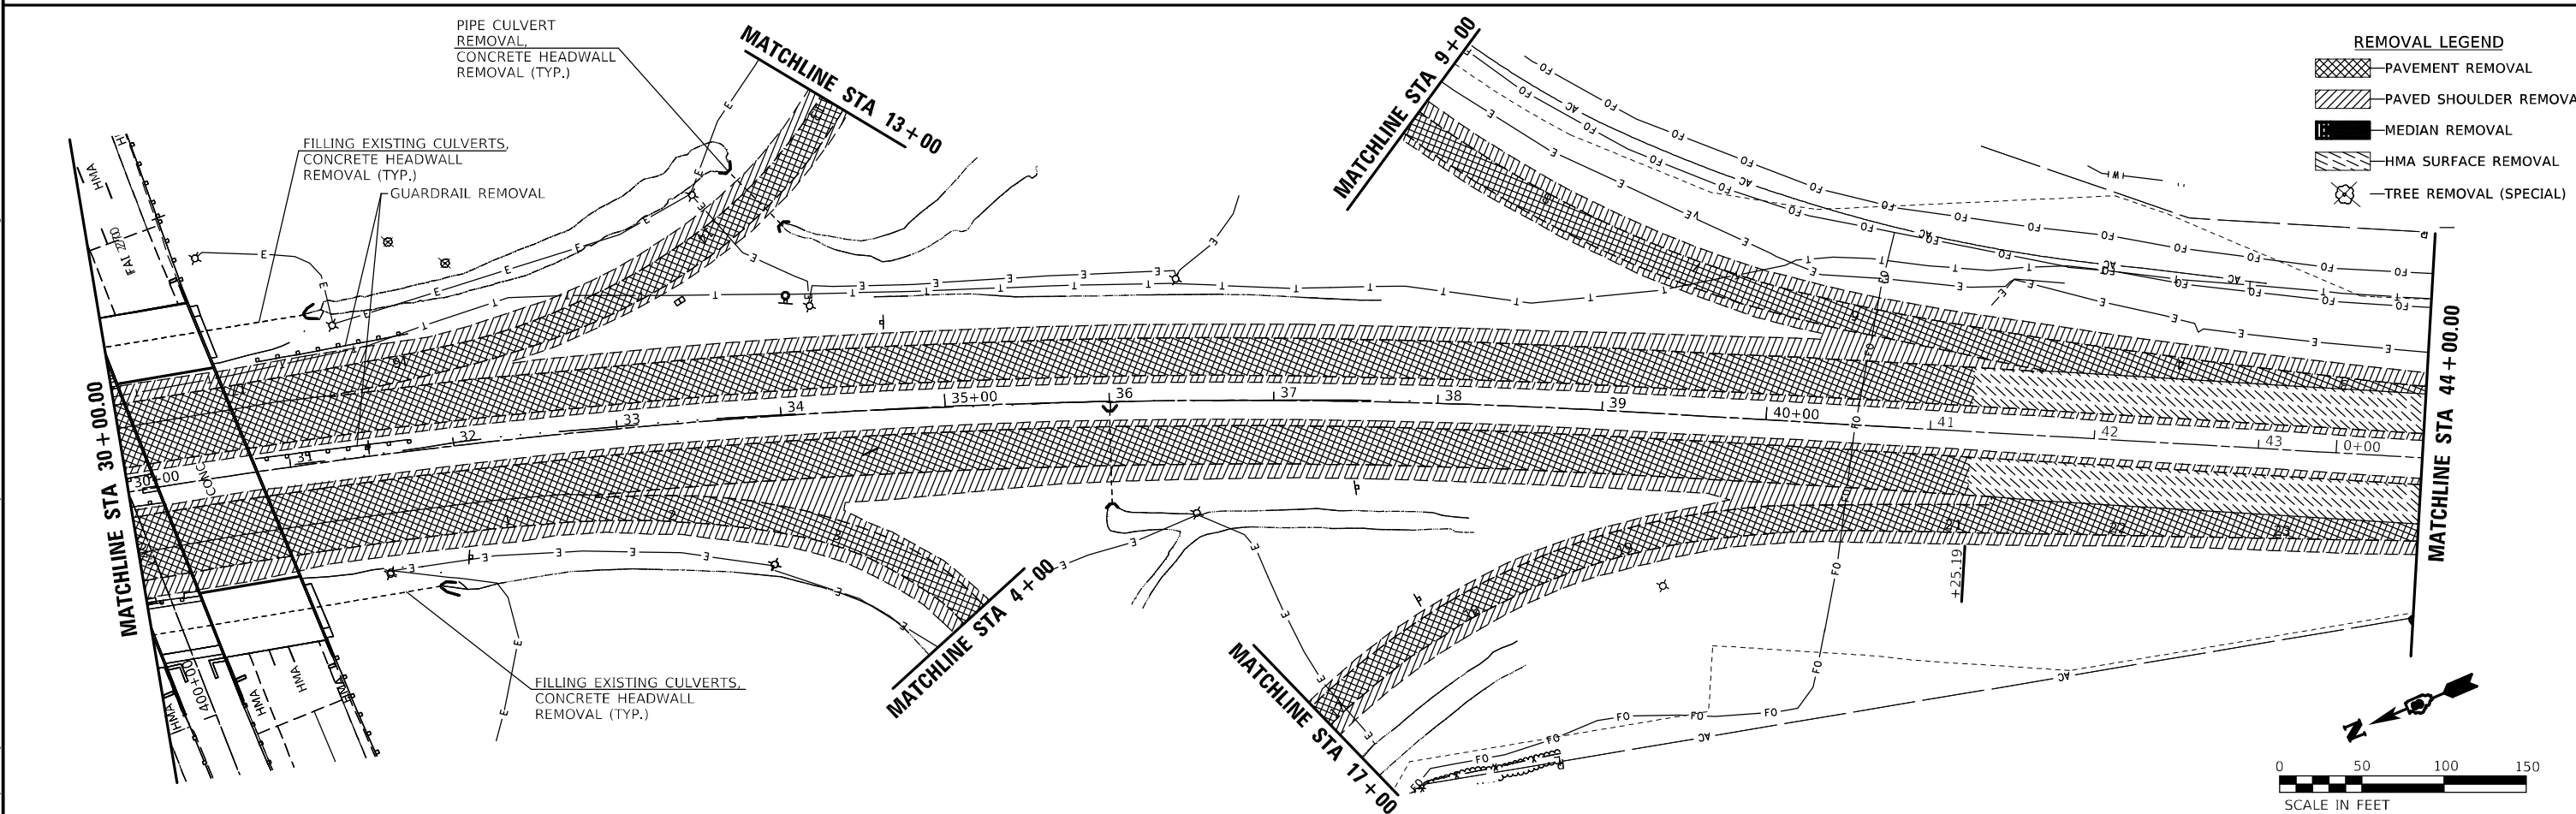 PIPE CULVERT
REMOVAL,
CONCRETE HEADWALL
REMOVAL (TYP.)
MATCHLINE STA 13+00
MATCHLINE STA 9+00
REMOVAL LEGEND
PAVEMENT REMOVAL
PAVED SHOULDER REMOVA
MEDIAN REMOVAL
HMA SURFACE REMOVAL
TREE REMOVAL (SPECIAL)
FILLING EXISTING CULVERTS,
CONCRETE HEADWALL
REMOVAL (TYP.)
GUARDRAIL REMOVAL
HMA
FAI
MATCHLINE STA 30+00.00
30+00
31
32
33
34
35+00
36
37
38
39
40+00
41
42
43
0+00
CONC
MATCHLINE STA 44+00.00
21
22
23
+25.19
MATCHLINE STA 4+00
MATCHLINE STA 17+00
FILLING EXISTING CULVERTS,
CONCRETE HEADWALL
REMOVAL (TYP.)
HMA
400+00
HMA
HMA
HMA
N
0 50 100 150
SCALE IN FEET